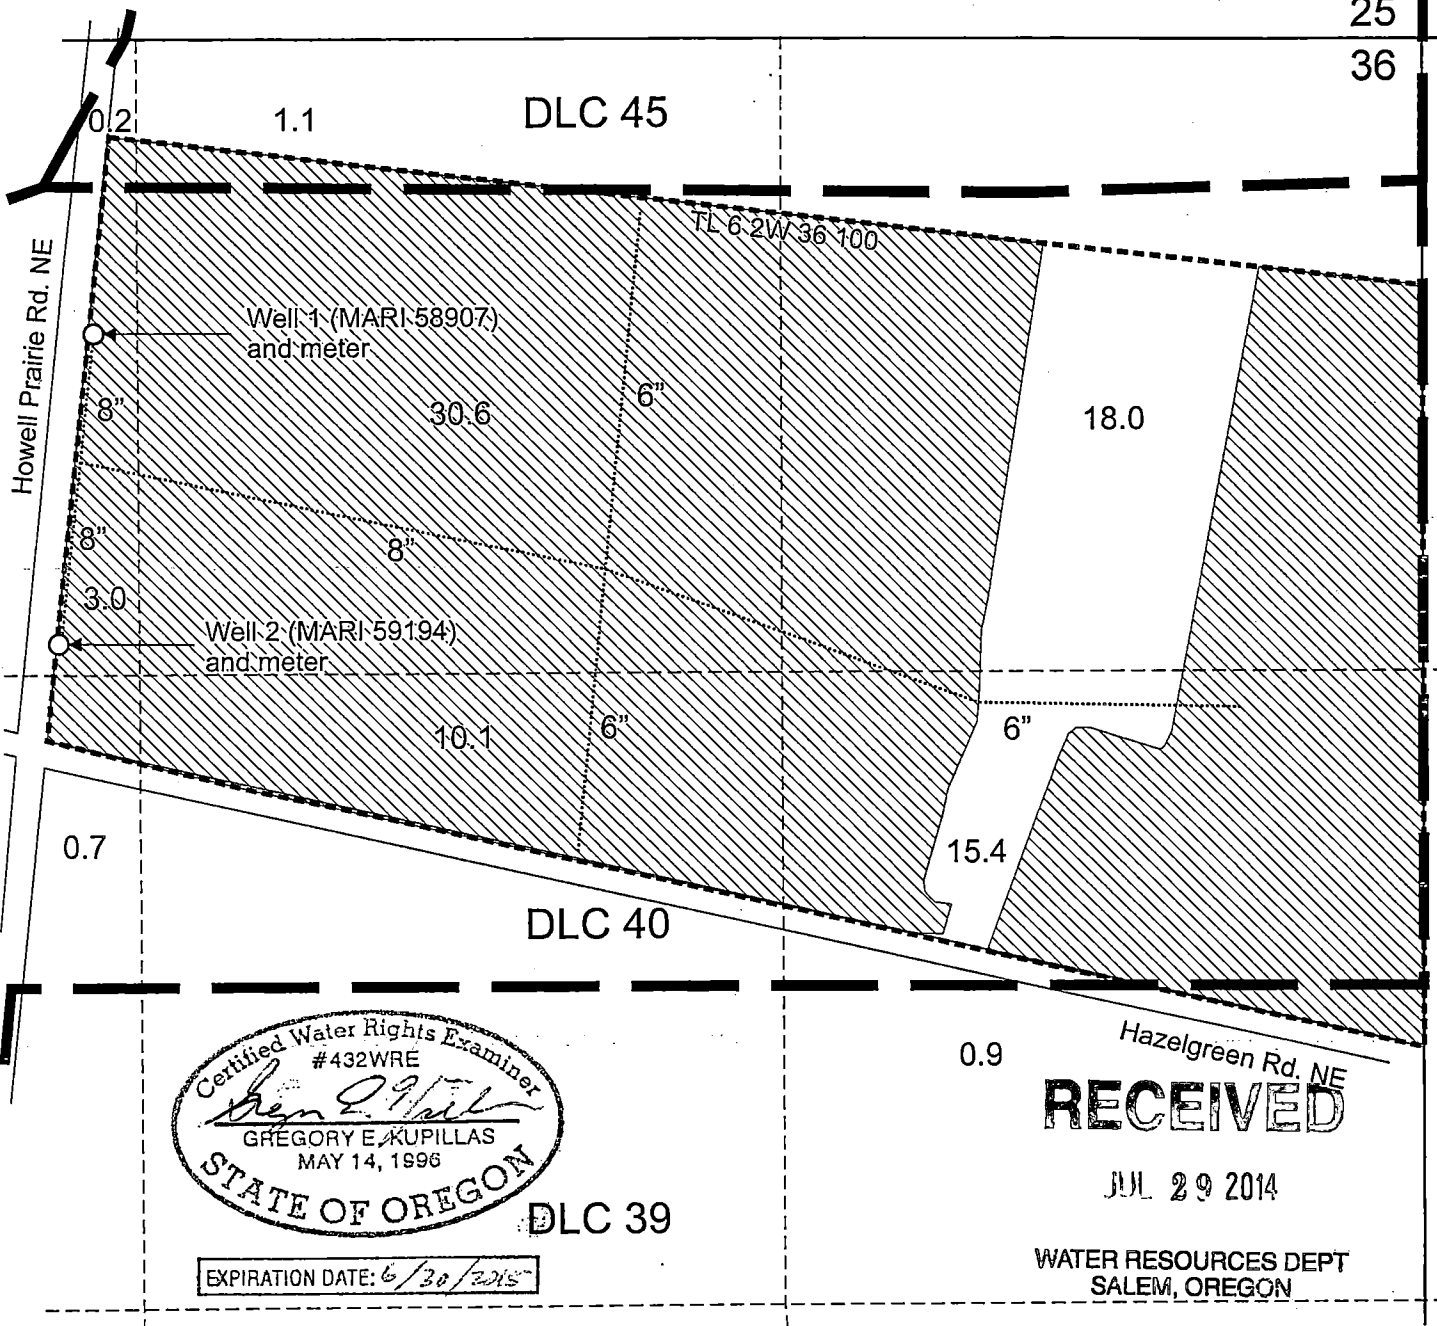 25
36
DLC 45
0.2
1.1
TL 6 2W 36 100
Howell Prairie Rd. NE
Well 1 (MARI 58907)
and meter
8"
30.6
6"
18.0
8"
8"
3.0
Well 2 (MARI 59194)
and meter
10.1
6"
6"
15.4
0.7
DLC 40
Hazelgreen Rd. NE
0.9
Certified Water Rights Examiner
#432WRE
GREGORY E. KUPILLAS
MAY 14, 1996
STATE OF OREGON
DLC 39
EXPIRATION DATE: 6/30/2015
RECEIVED
JUL 29 2014
WATER RESOURCES DEPT
SALEM, OREGON